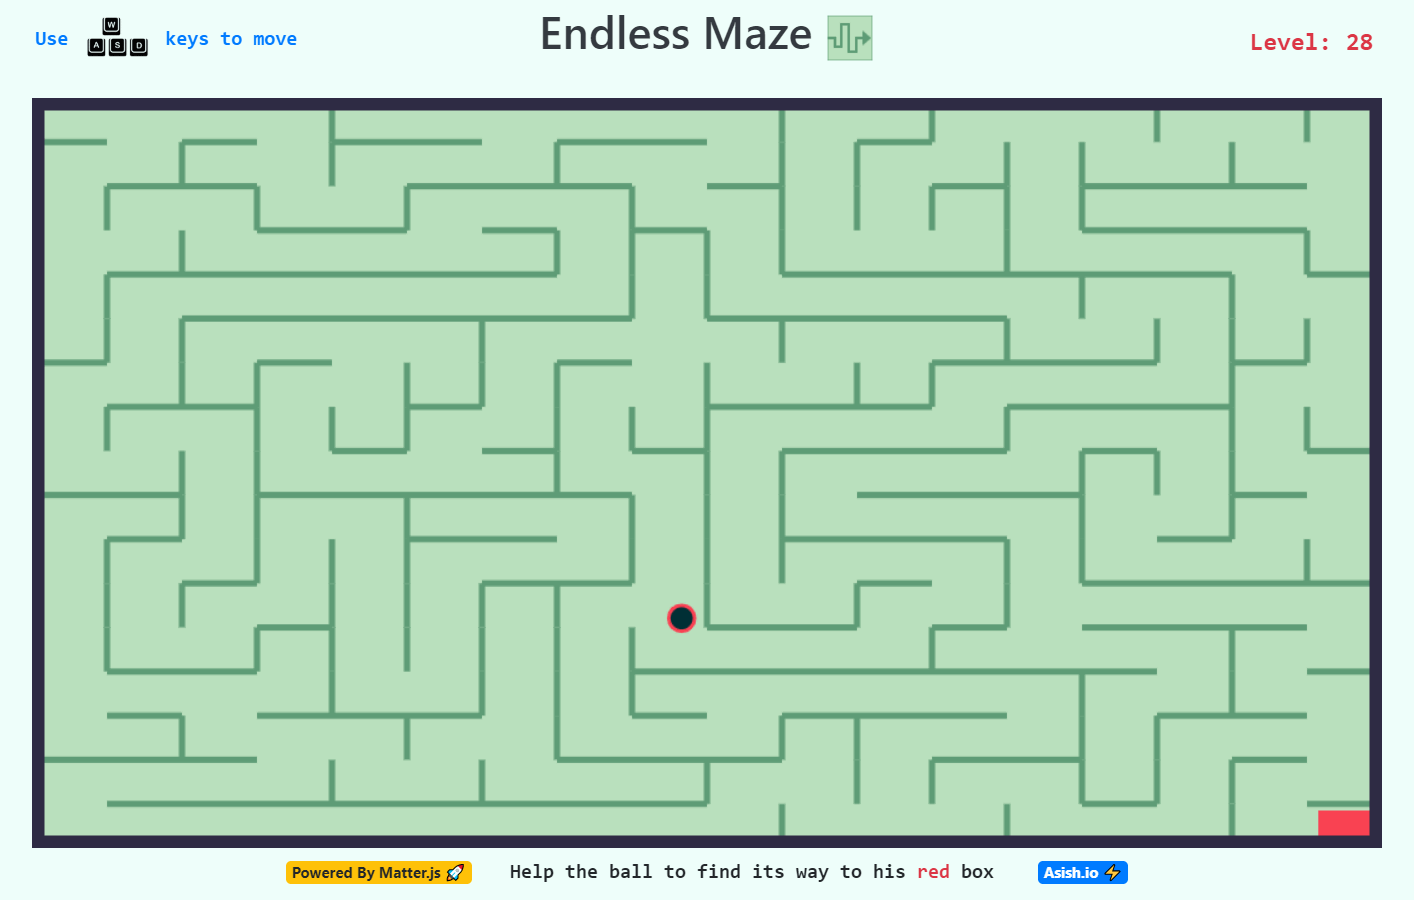 Endless Maze
Use W A S D keys to move
Level: 28
Powered By Matter.js 🚀 Help the ball to find its way to his red box Asish.io ⚡